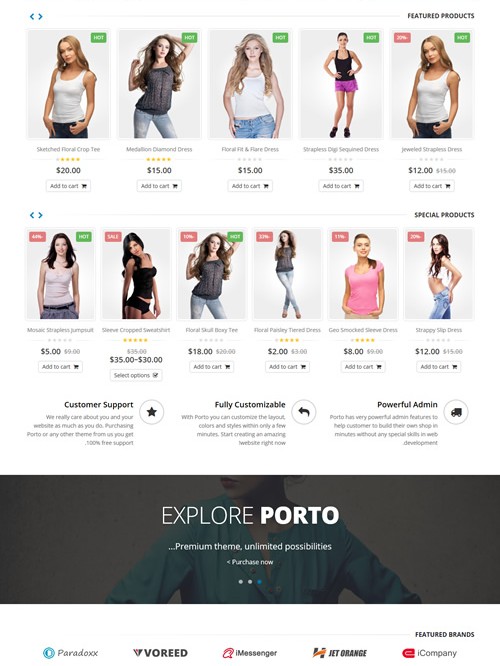 FEATURED PRODUCTS
HOT
HOT
HOT
HOT
20%-
Sketched Floral Crop Tee
Medallion Diamond Dress
Floral Fit & Flare Dress
Strapless Digi Sequined Dress
Jeweled Strapless Dress
$20.00
$15.00
$15.00
$35.00
$12.00 $15.00
Add to cart
Add to cart
Add to cart
Add to cart
Add to cart
SPECIAL PRODUCTS
44%- HOT
SALE
10%- HOT
33%-
11%-
20%-
Mosaic Strapless Jumpsuit
Sleeve Cropped Sweatshirt
Floral Skull Boxy Tee
Floral Paisley Tiered Dress
Geo Smocked Sleeve Dress
Strappy Slip Dress
$5.00 $9.00
$35.00
$35.00–$30.00
$18.00 $20.00
$2.00 $3.00
$8.00 $9.00
$12.00 $15.00
Add to cart
Select options
Add to cart
Add to cart
Add to cart
Add to cart
Customer Support
We really care about you and your
website as much as you do. Purchasing
Porto or any other theme from us you get
.100% free support
Fully Customizable
With Porto you can customize the layout,
colors and styles within only a few
minutes. Start creating an amazing
!website right now
Powerful Admin
Porto has very powerful admin features to
help customer to build their own shop in
minutes without any special skills in web
.development
EXPLORE PORTO
...Premium theme, unlimited possibilities
< Purchase now
FEATURED BRANDS
Paradoxx
VOREED
iMessenger
JET ORANGE
iCompany